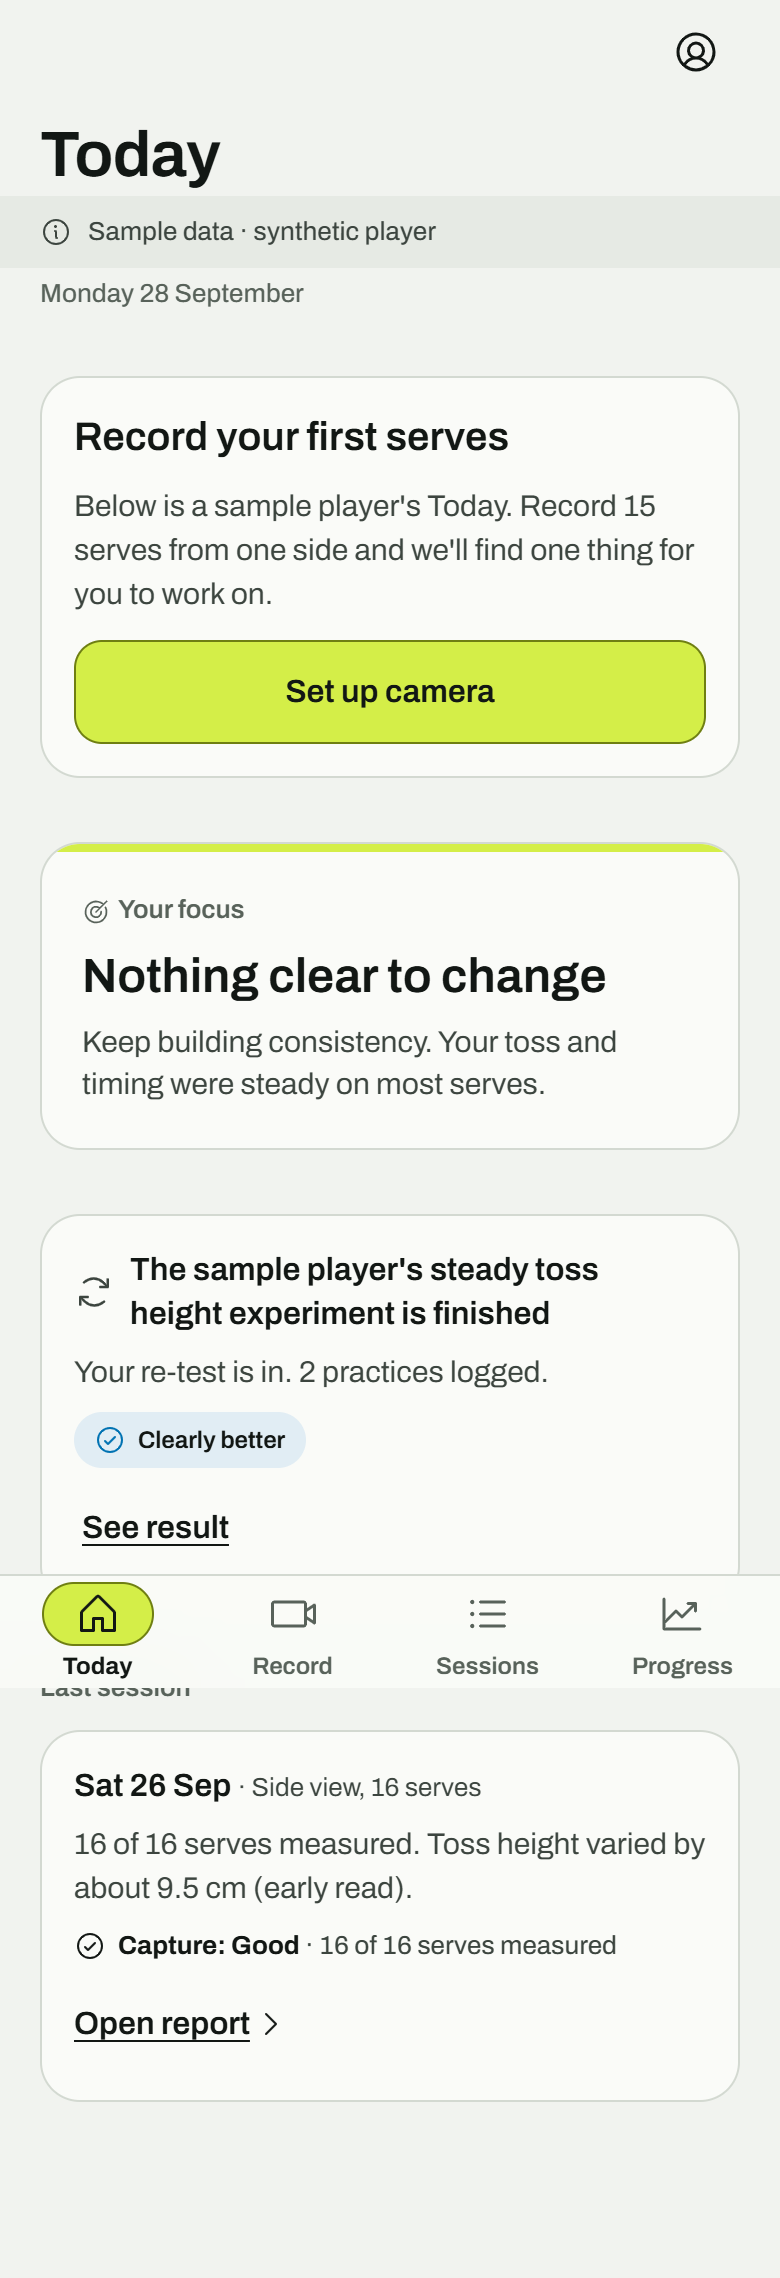 Today
Sample data · synthetic player
Monday 28 September
Record your first serves
Below is a sample player's Today. Record 15
serves from one side and we'll find one thing for
you to work on.
Set up camera
Your focus
Nothing clear to change
Keep building consistency. Your toss and
timing were steady on most serves.
The sample player's steady toss
height experiment is finished
Your re-test is in. 2 practices logged.
Clearly better
See result
Today
Record
Sessions
Progress
Last session
Sat 26 Sep · Side view, 16 serves
16 of 16 serves measured. Toss height varied by
about 9.5 cm (early read).
Capture: Good · 16 of 16 serves measured
Open report